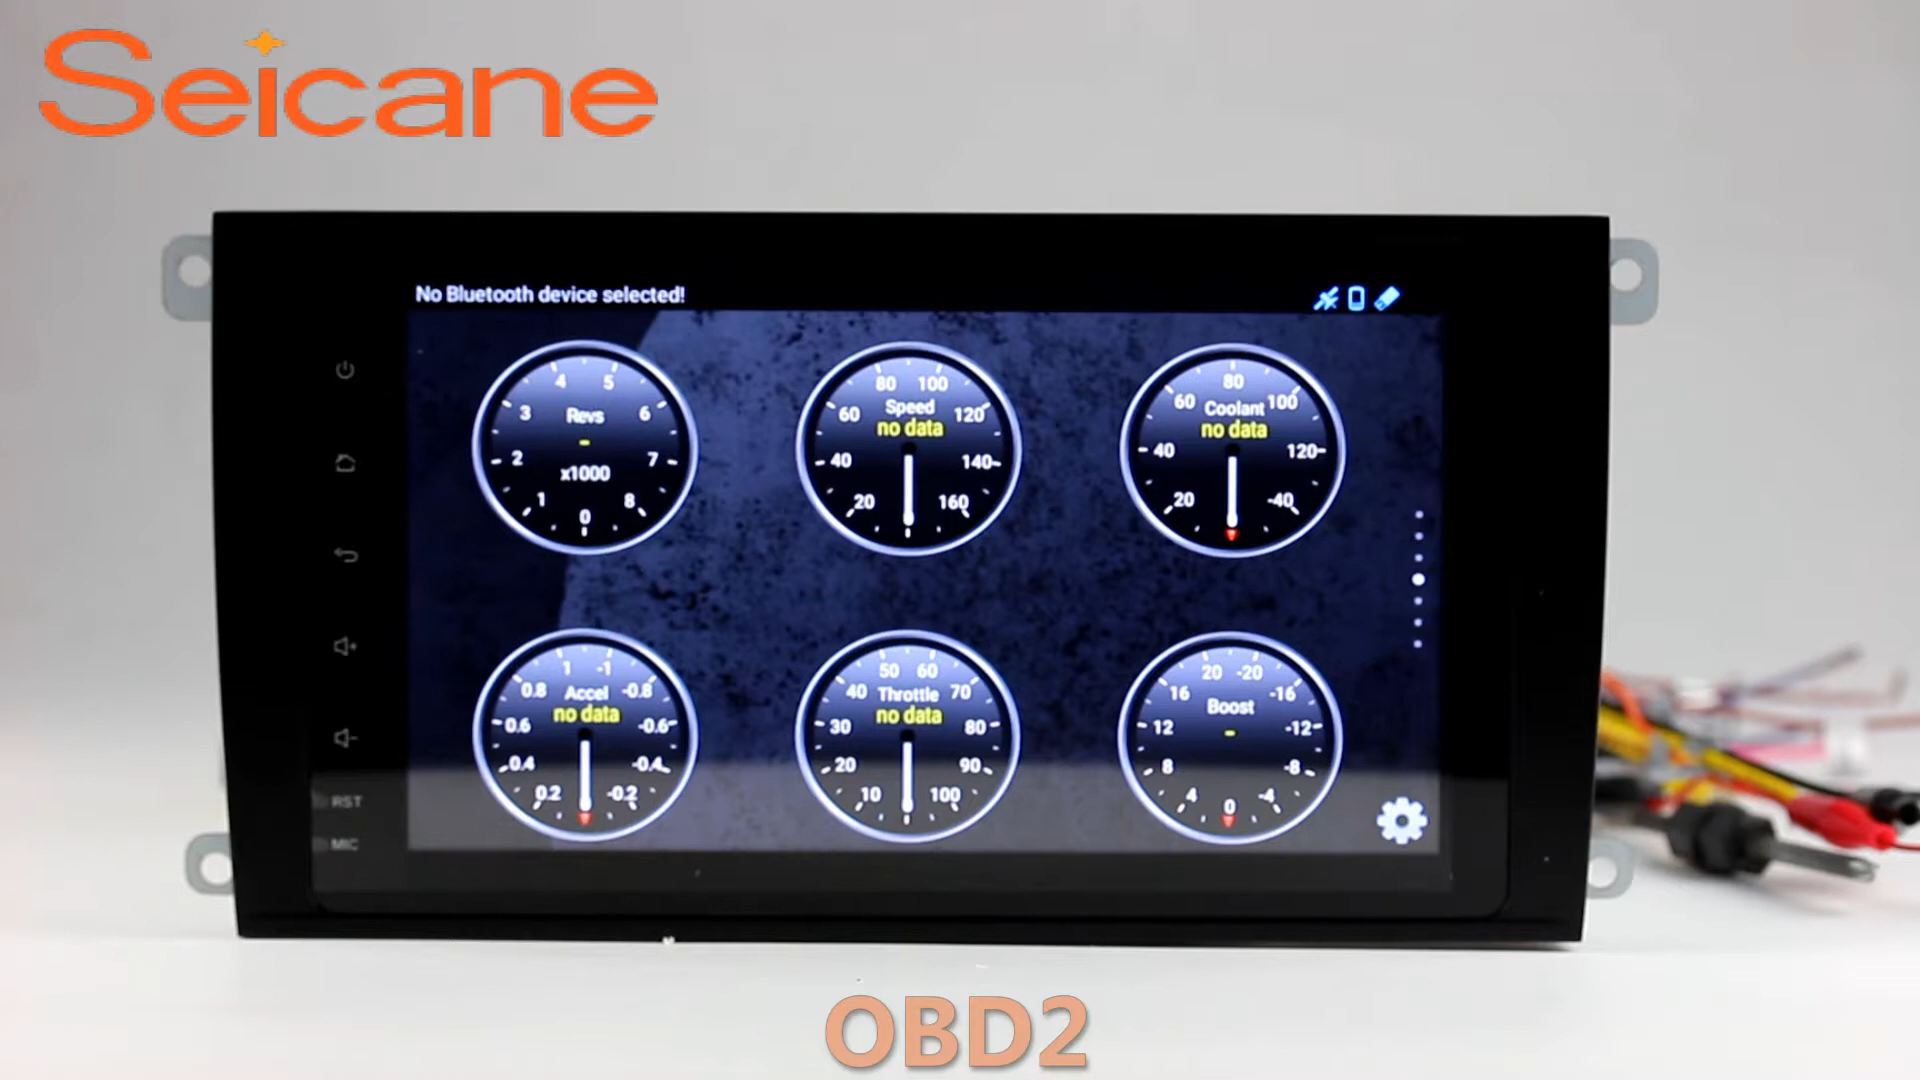 Seicane
No Bluetooth device selected!
4 5
3 Revs 6
-
2 7
x1000
1 8
0
80 100
60 Speed 120
no data
40 140
20 160
80
60 Coolant 100
no data
40 120
20 -40
1 -1
0.8 Accel -0.8
no data
0.6 -0.6
0.4 -0.4
0.2 -0.2
50 60
40 Throttle 70
no data
30 80
20 90
10 100
20 -20
16 -16
Boost
12 -12
-
8 -8
4 -4
0
RST
MIC
OBD2